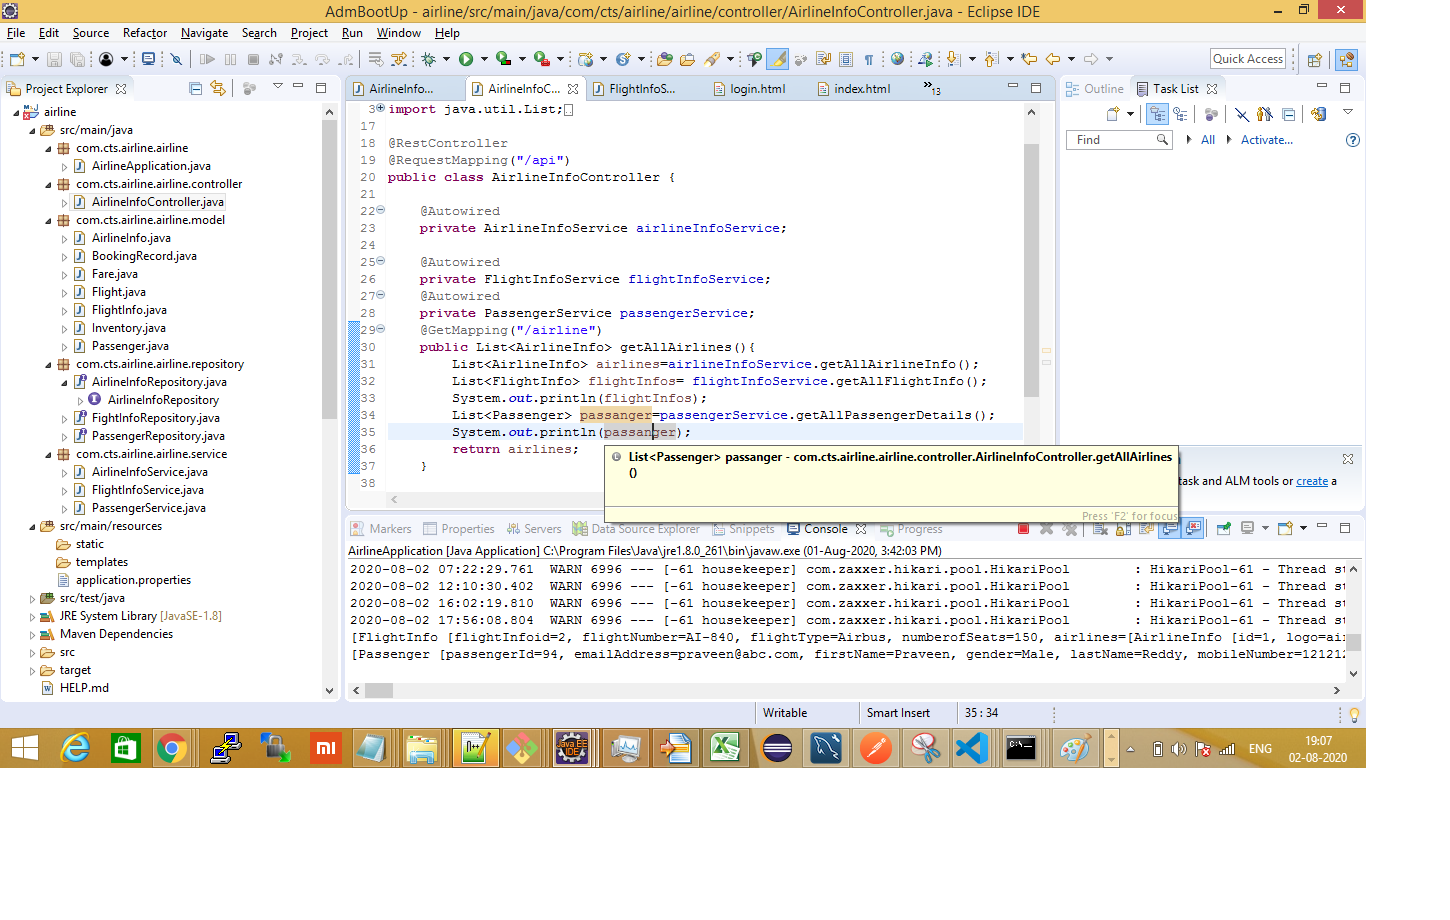 AdmBootUp - airline/src/main/java/com/cts/airline/airline/controller/AirlineInfoController.java - Eclipse IDE
File Edit Source Refactor Navigate Search Project Run Window Help
Quick Access
Project Explorer
airline
src/main/java
com.cts.airline.airline
AirlineApplication.java
com.cts.airline.airline.controller
AirlineInfoController.java
com.cts.airline.airline.model
AirlineInfo.java
BookingRecord.java
Fare.java
Flight.java
FlightInfo.java
Inventory.java
Passenger.java
com.cts.airline.airline.repository
AirlineInfoRepository.java
AirlineInfoRepository
FightInfoRepository.java
PassengerRepository.java
com.cts.airline.airline.service
AirlineInfoService.java
FlightInfoService.java
PassengerService.java
src/main/resources
static
templates
application.properties
src/test/java
JRE System Library [JavaSE-1.8]
Maven Dependencies
src
target
HELP.md
AirlineInfo... AirlineInfoC... FlightInfoS... login.html index.html »13
3 import java.util.List;
17
18 @RestController
19 @RequestMapping("/api")
20 public class AirlineInfoController {
21
22 @Autowired
23 private AirlineInfoService airlineInfoService;
24
25 @Autowired
26 private FlightInfoService flightInfoService;
27 @Autowired
28 private PassengerService passengerService;
29 @GetMapping("/airline")
30 public List<AirlineInfo> getAllAirlines(){
31 List<AirlineInfo> airlines=airlineInfoService.getAllAirlineInfo();
32 List<FlightInfo> flightInfos= flightInfoService.getAllFlightInfo();
33 System.out.println(flightInfos);
34 List<Passenger> passanger=passengerService.getAllPassengerDetails();
35 System.out.println(passanger);
36 return airlines;
37 }
38
List<Passenger> passanger - com.cts.airline.airline.controller.AirlineInfoController.getAllAirlines
()
Press 'F2' for focus
Outline Task List
Find All Activate...
task and ALM tools or create a
Markers Properties Servers Data Source Explorer Snippets Console Progress
AirlineApplication [Java Application] C:\Program Files\Java\jre1.8.0_261\bin\javaw.exe (01-Aug-2020, 3:42:03 PM)
2020-08-02 07:22:29.761 WARN 6996 --- [-61 housekeeper] com.zaxxer.hikari.pool.HikariPool : HikariPool-61 - Thread st
2020-08-02 12:10:30.402 WARN 6996 --- [-61 housekeeper] com.zaxxer.hikari.pool.HikariPool : HikariPool-61 - Thread st
2020-08-02 16:02:19.810 WARN 6996 --- [-61 housekeeper] com.zaxxer.hikari.pool.HikariPool : HikariPool-61 - Thread st
2020-08-02 17:56:08.804 WARN 6996 --- [-61 housekeeper] com.zaxxer.hikari.pool.HikariPool : HikariPool-61 - Thread st
[FlightInfo [flightInfoid=2, flightNumber=AI-840, flightType=Airbus, numberofSeats=150, airlines=[AirlineInfo [id=1, logo=air
[Passenger [passengerId=94, emailAddress=praveen@abc.com, firstName=Praveen, gender=Male, lastName=Reddy, mobileNumber=121212
Writable Smart Insert 35 : 34
mi
Java EE
IDE
ENG
19:07
02-08-2020